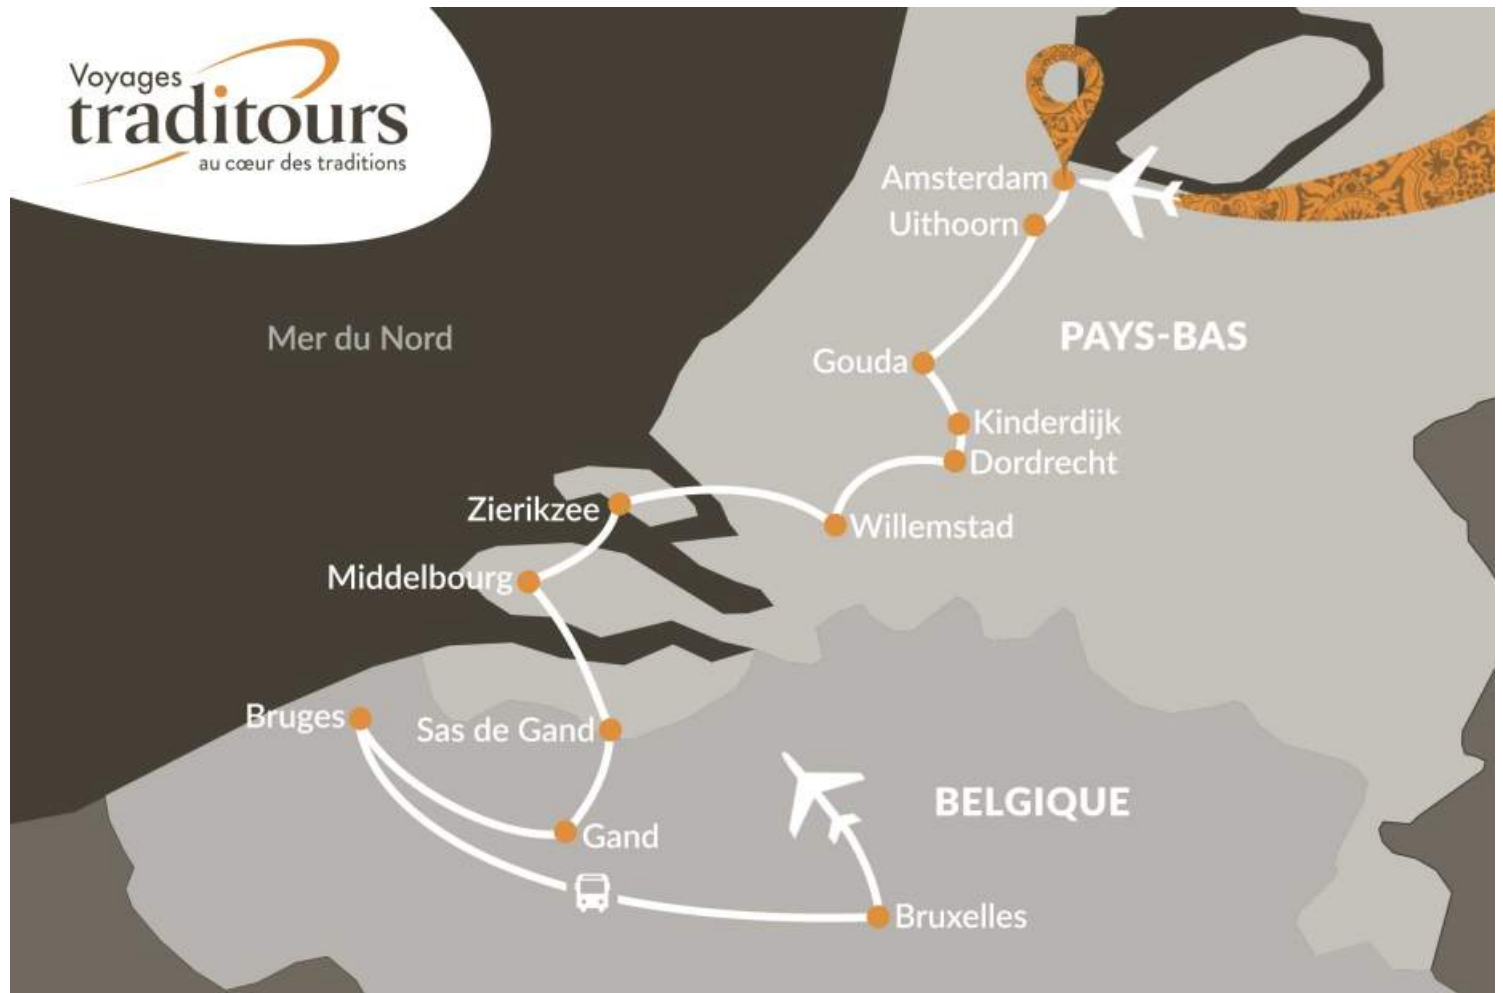 Voyages
traditours
au cœur des traditions
Amsterdam
Uithoorn
Mer du Nord
PAYS-BAS
Gouda
Kinderdijk
Dordrecht
Zierikzee
Willemstad
Middelbourg
Bruges
Sas de Gand
BELGIQUE
Gand
Bruxelles